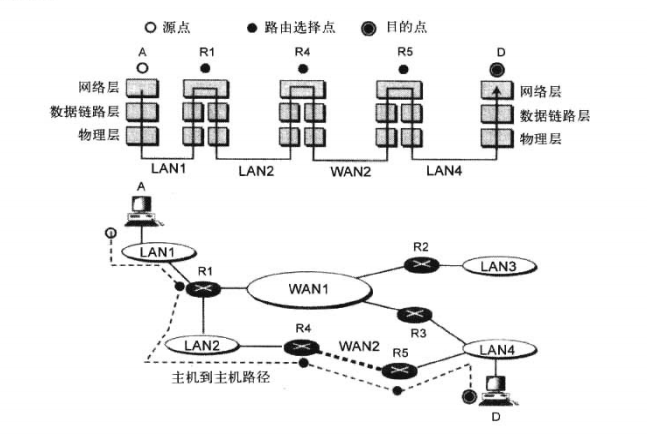 源点 路由选择点 目的点
A R1 R4 R5 D
网络层 网络层
数据链路层 数据链路层
物理层 物理层
LAN1 LAN2 WAN2 LAN4
A
LAN1
R1 WAN1 R2 LAN3
R3
LAN2 R4 WAN2 R5 LAN4
主机到主机路径
D